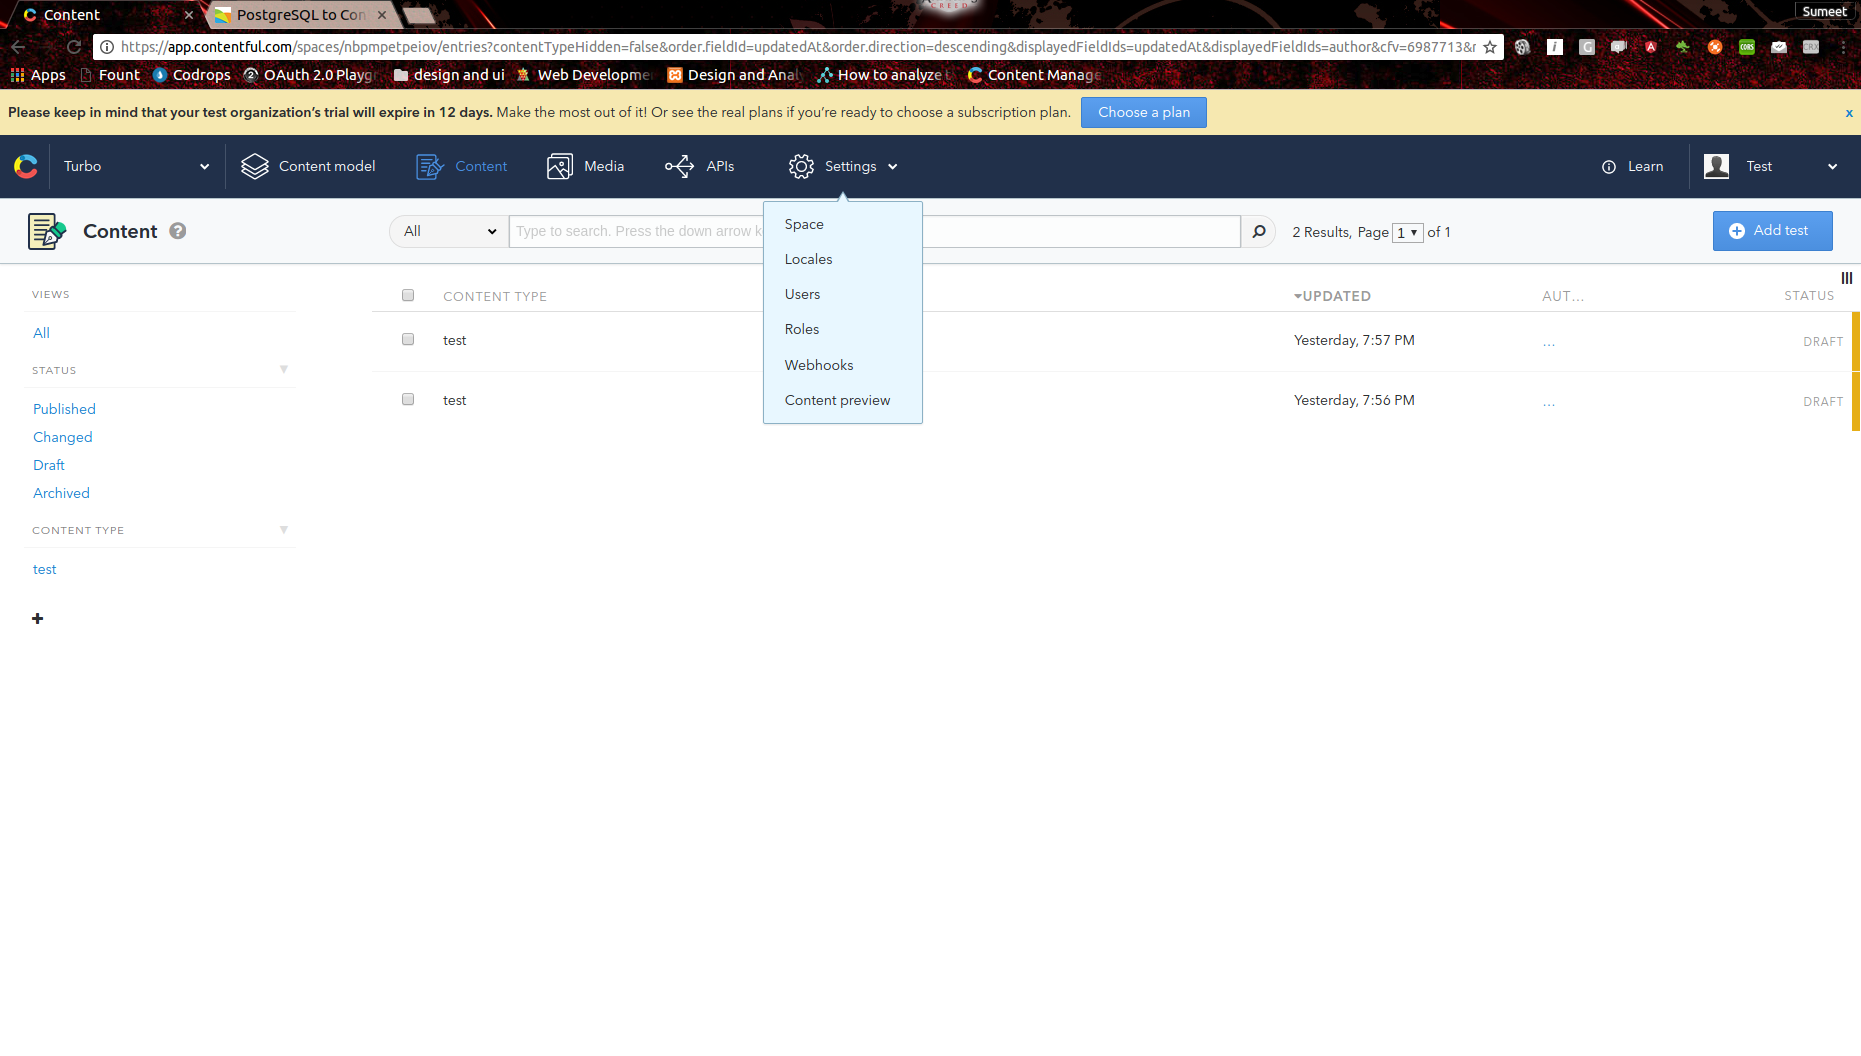 Content
PostgreSQL to Con
CREED
Sumeet
https://app.contentful.com/spaces/nbpmpetpeiov/entries?contentTypeHidden=false&order.fieldId=updatedAt&order.direction=descending&displayedFieldIds=updatedAt&displayedFieldIds=author&cfv=6987713&r
Apps Fount Codrops OAuth 2.0 Playg design and ui Web Developme Design and Anal How to analyze Content Manage
Please keep in mind that your test organization's trial will expire in 12 days. Make the most out of it! Or see the real plans if you're ready to choose a subscription plan. Choose a plan x
Turbo Content model Content Media APIs Settings Learn Test
Content ? All Type to search. Press the down arrow k 2 Results, Page 1 of 1 Add test
Space
Locales
Users
Roles
Webhooks
Content preview
VIEWS
All
STATUS
Published
Changed
Draft
Archived
CONTENT TYPE
test
+
CONTENT TYPE UPDATED AUT... STATUS
test Yesterday, 7:57 PM ... DRAFT
test Yesterday, 7:56 PM ... DRAFT